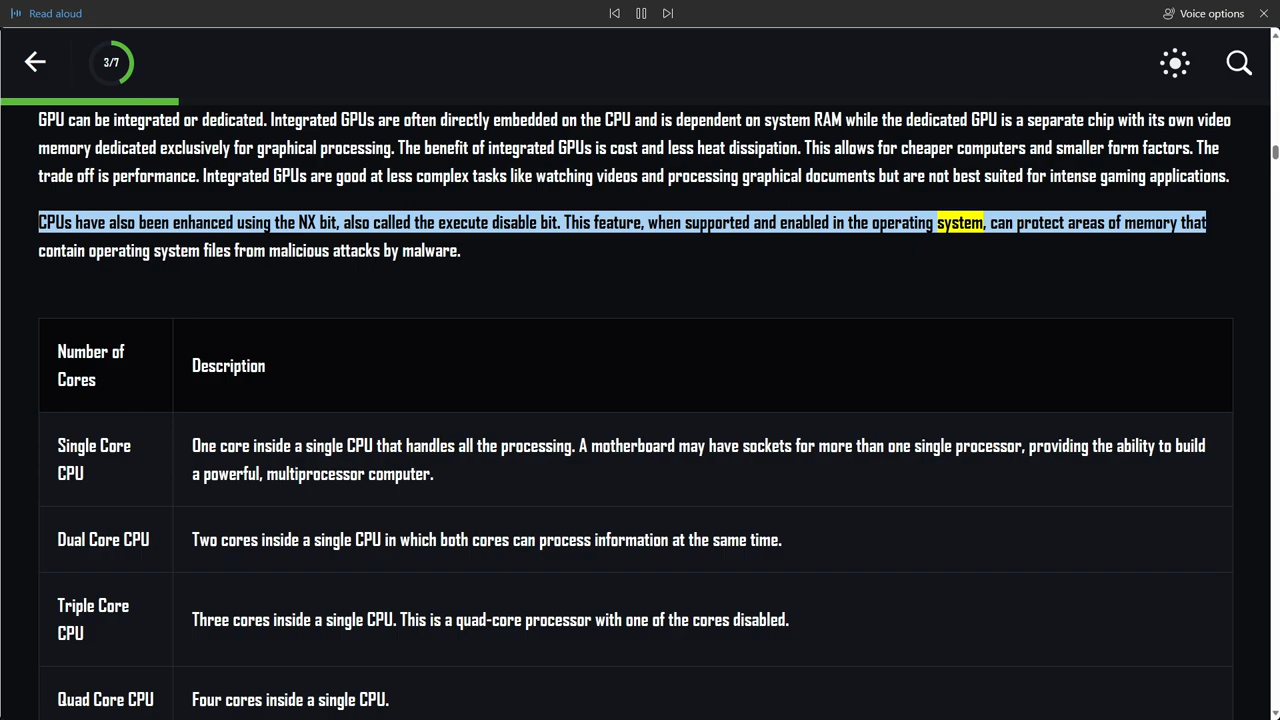 Read aloud
Voice options
3/7
GPU can be integrated or dedicated. Integrated GPUs are often directly embedded on the CPU and is dependent on system RAM while the dedicated GPU is a separate chip with its own video
memory dedicated exclusively for graphical processing. The benefit of integrated GPUs is cost and less heat dissipation. This allows for cheaper computers and smaller form factors. The
trade off is performance. Integrated GPUs are good at less complex tasks like watching videos and processing graphical documents but are not best suited for intense gaming applications.
CPUs have also been enhanced using the NX bit, also called the execute disable bit. This feature, when supported and enabled in the operating system, can protect areas of memory that
contain operating system files from malicious attacks by malware.
Number of
Cores
Description
Single Core
CPU
One core inside a single CPU that handles all the processing. A motherboard may have sockets for more than one single processor, providing the ability to build
a powerful, multiprocessor computer.
Dual Core CPU
Two cores inside a single CPU in which both cores can process information at the same time.
Triple Core
CPU
Three cores inside a single CPU. This is a quad-core processor with one of the cores disabled.
Quad Core CPU
Four cores inside a single CPU.